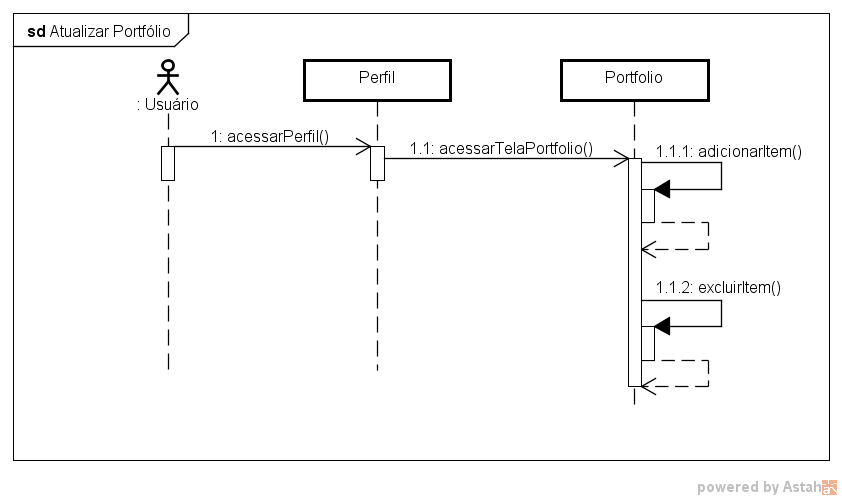 sd Atualizar Portfólio
: Usuário
Perfil
Portfolio
1: acessarPerfil()
1.1: acessarTelaPortfolio()
1.1.1: adicionarItem()
1.1.2: excluirItem()
powered by Astah